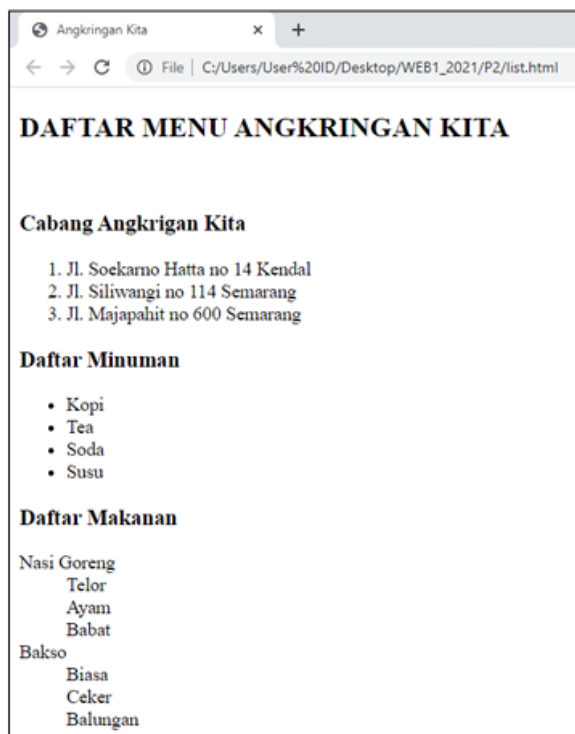 Angkringan Kita
File | C:/Users/User%20ID/Desktop/WEB1_2021/P2/list.html
DAFTAR MENU ANGKRINGAN KITA
Cabang Angkrigan Kita
1. Jl. Soekarno Hatta no 14 Kendal
2. Jl. Siliwangi no 114 Semarang
3. Jl. Majapahit no 600 Semarang
Daftar Minuman
• Kopi
• Tea
• Soda
• Susu
Daftar Makanan
Nasi Goreng
Telor
Ayam
Babat
Bakso
Biasa
Ceker
Balungan